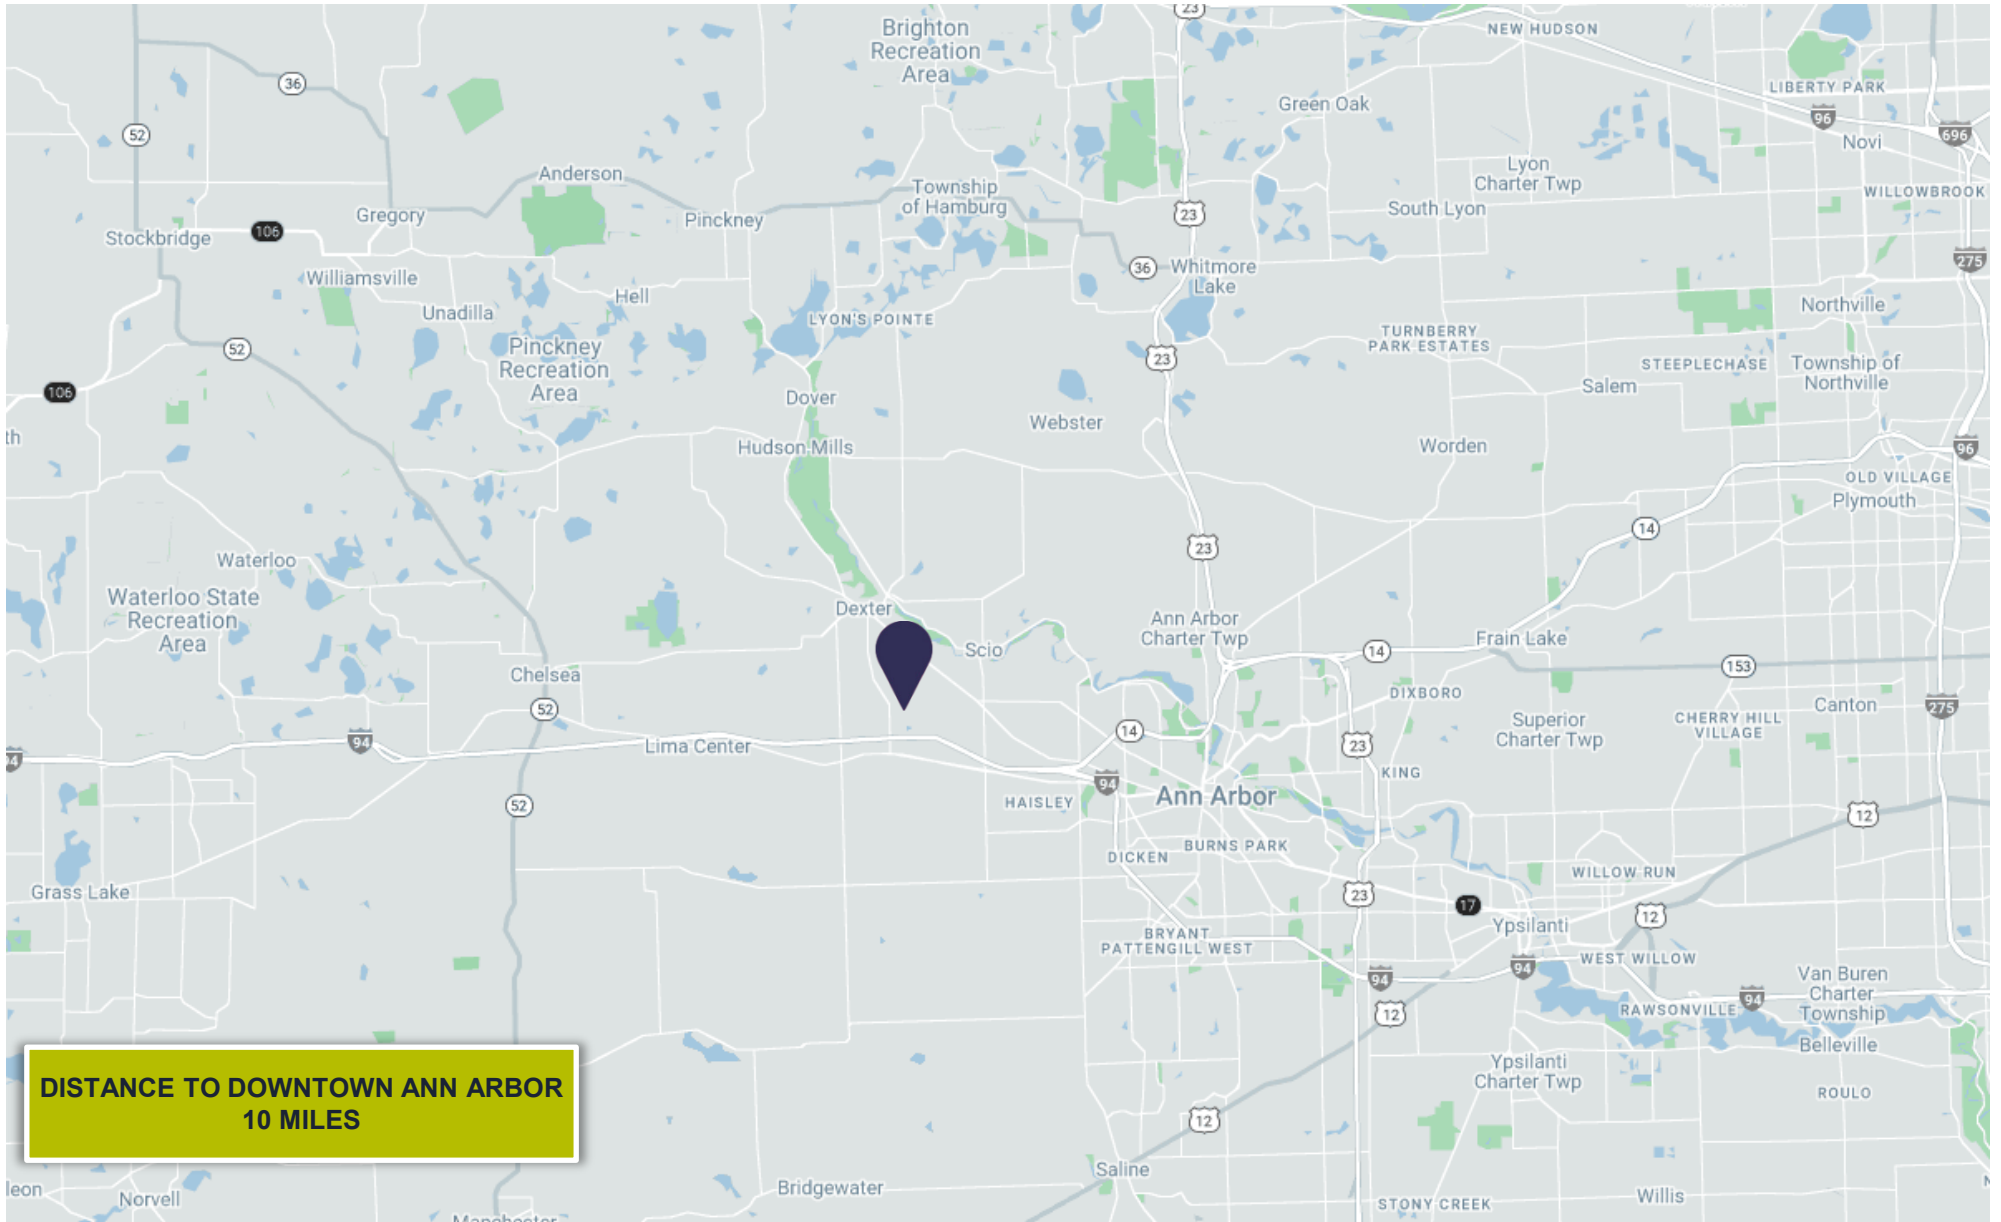 23
NEW HUDSON
Brighton
Recreation
Area
36
LIBERTY PARK
Green Oak
96
696
52
Novi
Lyon
Charter Twp
Anderson
Township
of Hamburg
WILLOWBROOK
Gregory
Pinckney
23
South Lyon
Stockbridge
106
275
36
Whitmore
Lake
Williamsville
Hell
Unadilla
LYON'S POINTE
Northville
TURNBERRY
PARK ESTATES
52
Pinckney
Recreation
Area
23
STEEPLECHASE
Township of
Northville
106
Dover
Salem
Webster
th
Hudson Mills
Worden
96
OLD VILLAGE
Plymouth
14
23
Waterloo
Waterloo State
Recreation
Area
Dexter
Ann Arbor
Charter Twp
Frain Lake
Scio
14
153
Chelsea
DIXBORO
52
Canton
275
Superior
Charter Twp
CHERRY HILL
VILLAGE
14
94
Lima Center
23
94
KING
94
HAISLEY
Ann Arbor
52
12
BURNS PARK
DICKEN
WILLOW RUN
Grass Lake
23
17
12
Ypsilanti
BRYANT
PATTENGILL WEST
WEST WILLOW
94
94
Van Buren
Charter
Township
94
RAWSONVILLE
12
Belleville
Ypsilanti
Charter Twp
DISTANCE TO DOWNTOWN ANN ARBOR
10 MILES
ROULO
12
Saline
leon
Norvell
Bridgewater
STONY CREEK
Willis
Manchester